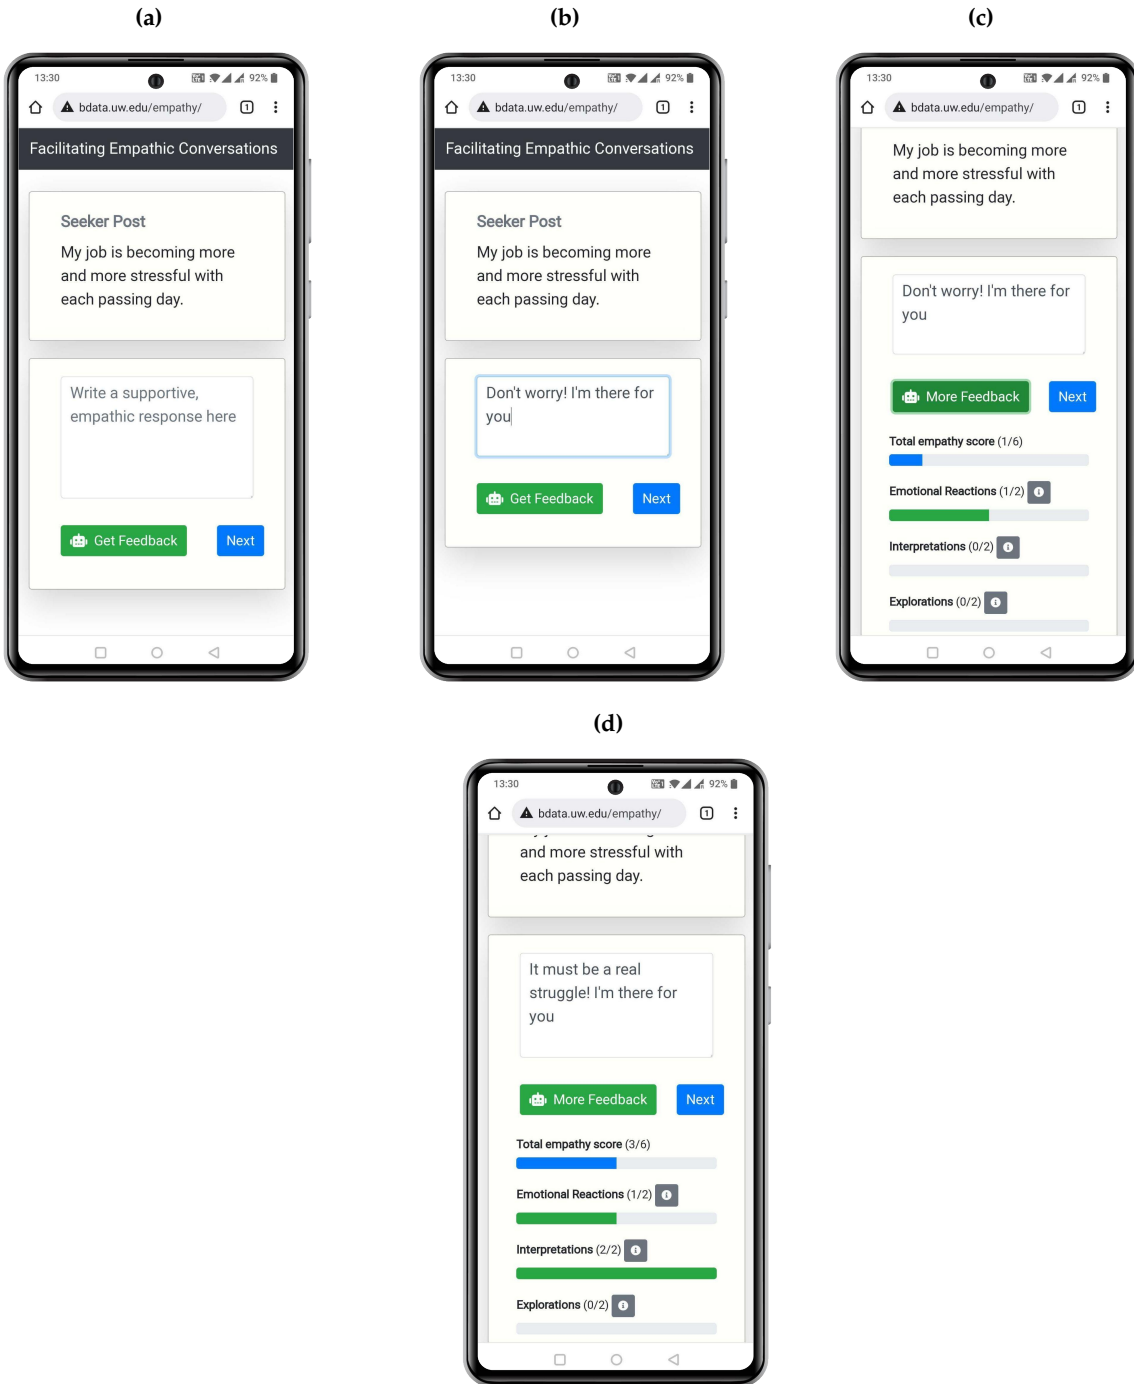 (a)
13:30
92%
bdata.uw.edu/empathy/
1
Facilitating Empathic Conversations
Seeker Post
My job is becoming more
and more stressful with
each passing day.
Write a supportive,
empathic response here
Get Feedback
Next
(b)
13:30
92%
bdata.uw.edu/empathy/
1
Facilitating Empathic Conversations
Seeker Post
My job is becoming more
and more stressful with
each passing day.
Don't worry! I'm there for
you
Get Feedback
Next
(c)
13:30
92%
bdata.uw.edu/empathy/
1
My job is becoming more
and more stressful with
each passing day.
Don't worry! I'm there for
you
More Feedback
Next
Total empathy score (1/6)
Emotional Reactions (1/2)
Interpretations (0/2)
Explorations (0/2)
(d)
13:30
92%
bdata.uw.edu/empathy/
1
and more stressful with
each passing day.
It must be a real
struggle! I'm there for
you
More Feedback
Next
Total empathy score (3/6)
Emotional Reactions (1/2)
Interpretations (2/2)
Explorations (0/2)